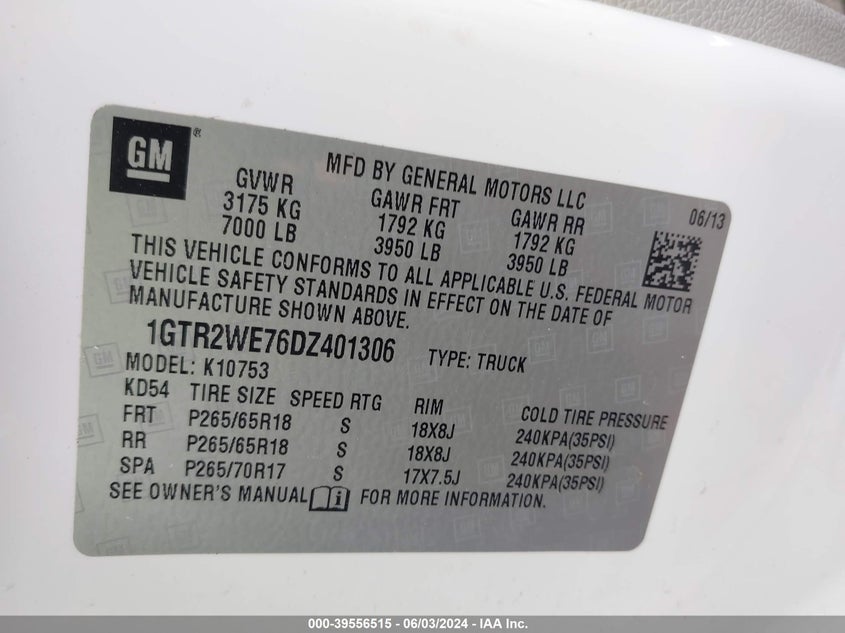 GM ®
MFD BY GENERAL MOTORS LLC
06/13
GVWR GAWR FRT GAWR RR
3175 KG 1792 KG 1792 KG
7000 LB 3950 LB 3950 LB
THIS VEHICLE CONFORMS TO ALL APPLICABLE U.S. FEDERAL MOTOR
VEHICLE SAFETY STANDARDS IN EFFECT ON THE DATE OF
MANUFACTURE SHOWN ABOVE.
1GTR2WE76DZ401306 TYPE: TRUCK
MODEL: K10753
KD54 TIRE SIZE SPEED RTG RIM COLD TIRE PRESSURE
FRT P265/65R18 S 18X8J 240KPA(35PSI)
RR P265/65R18 S 18X8J 240KPA(35PSI)
SPA P265/70R17 S 17X7.5J 240KPA(35PSI)
SEE OWNER'S MANUAL FOR MORE INFORMATION.
000-39556515 - 06/03/2024 - IAA Inc.